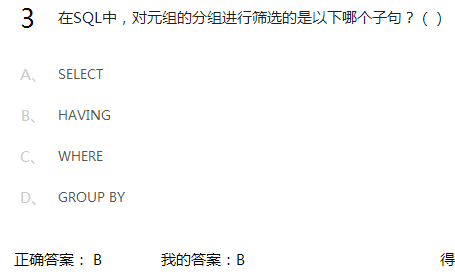 3 在SQL中，对元组的分组进行筛选的是以下哪个子句？( )
A、 SELECT
B、 HAVING
C、 WHERE
D、 GROUP BY
正确答案： B 我的答案：B 得